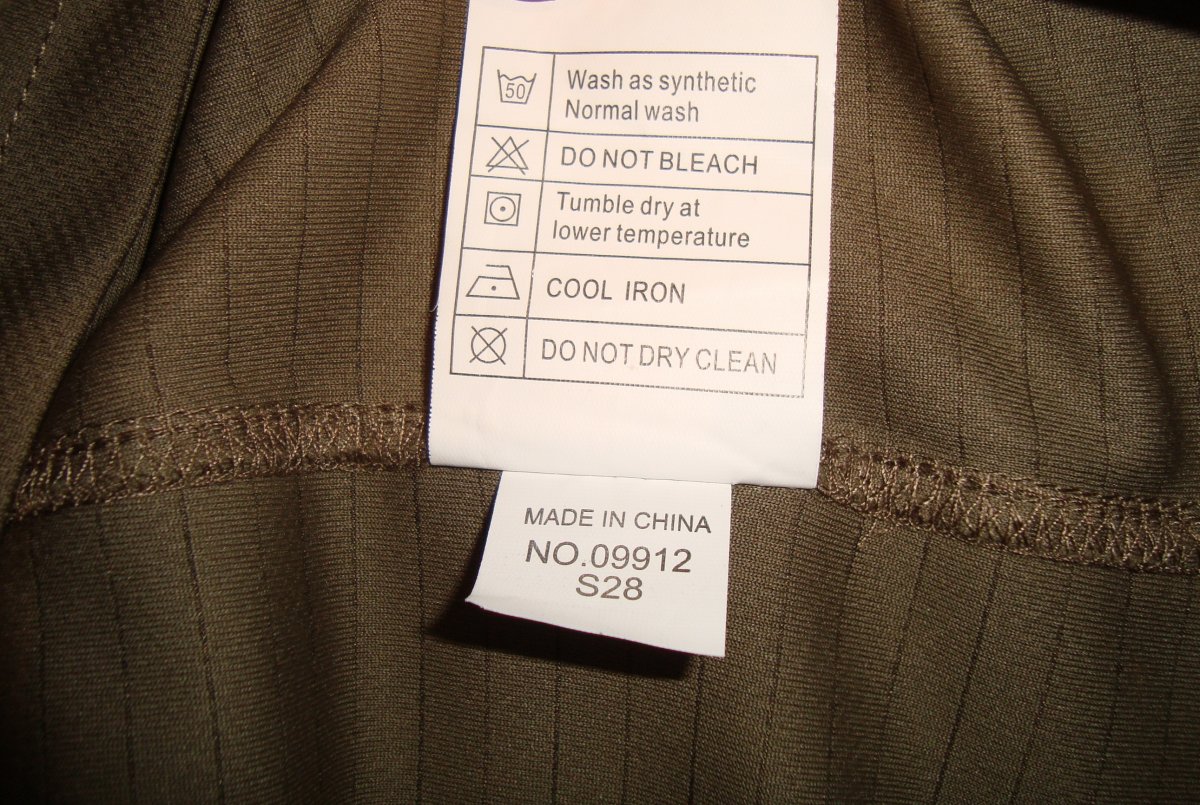 50
Wash as synthetic
Normal wash
DO NOT BLEACH
Tumble dry at
lower temperature
COOL IRON
DO NOT DRY CLEAN
MADE IN CHINA
NO.09912
S28